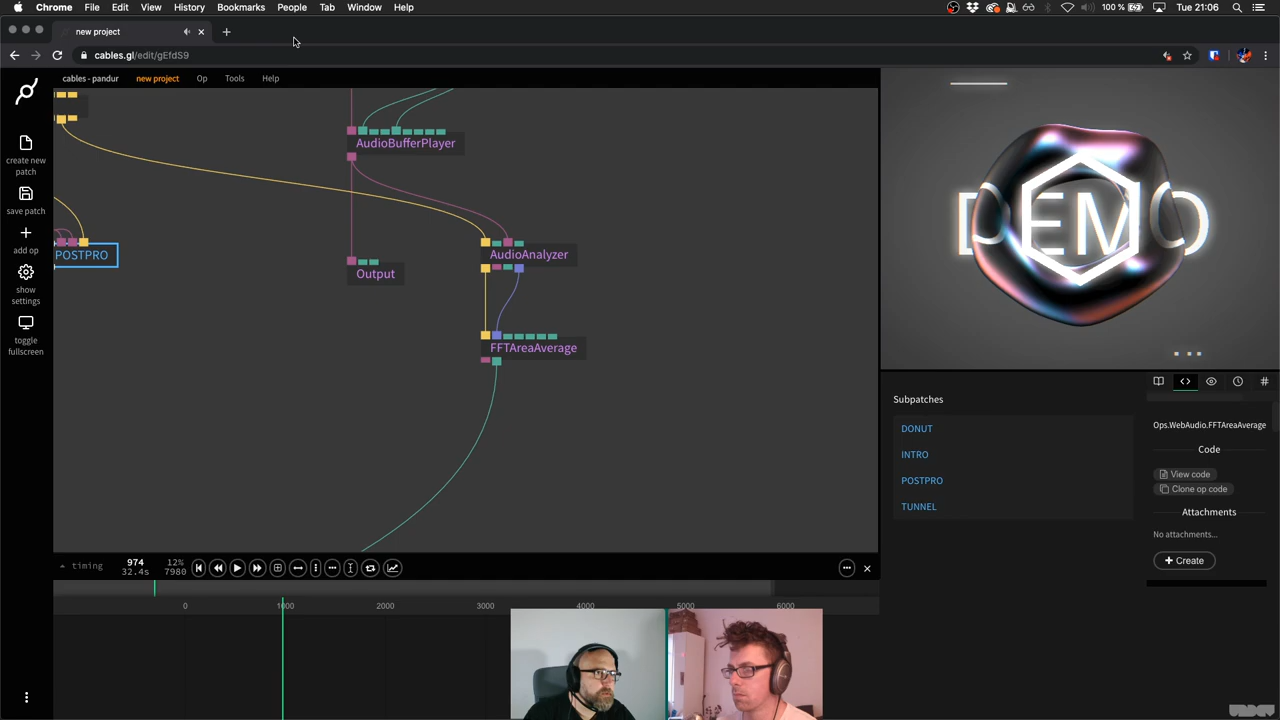 Chrome File Edit View History Bookmarks People Tab Window Help 100 % Tue 21:06
new project
cables.gl/edit/gEfdS9
cables - pandur new project Op Tools Help
create new
patch
save patch
add op
show
settings
toggle
fullscreen
AudioBufferPlayer
POSTPRO
AudioAnalyzer
Output
FFTAreaAverage
DEMO
Subpatches
DONUT
INTRO
POSTPRO
TUNNEL
Ops.WebAudio.FFTAreaAverage
Code
View code
Clone op code
Attachments
No attachments...
+ Create
timing 974 12%
32.4s 7980
0 1000 2000 3000 4000 5000 6000